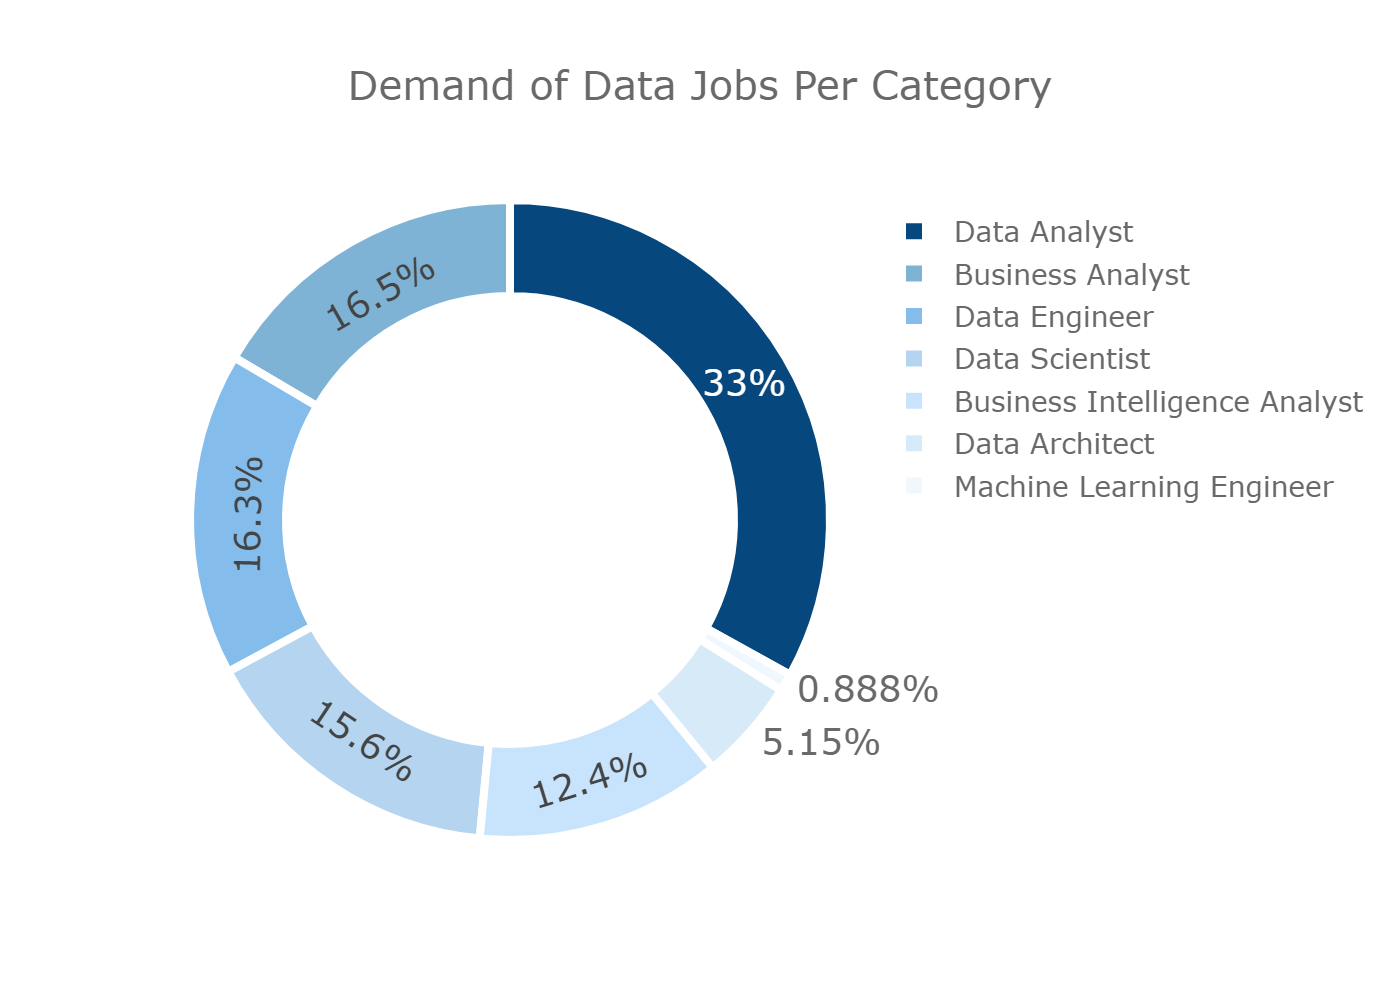 Demand of Data Jobs Per Category
33%
16.5%
16.3%
15.6%
12.4%
5.15%
0.888%
Data Analyst
Business Analyst
Data Engineer
Data Scientist
Business Intelligence Analyst
Data Architect
Machine Learning Engineer